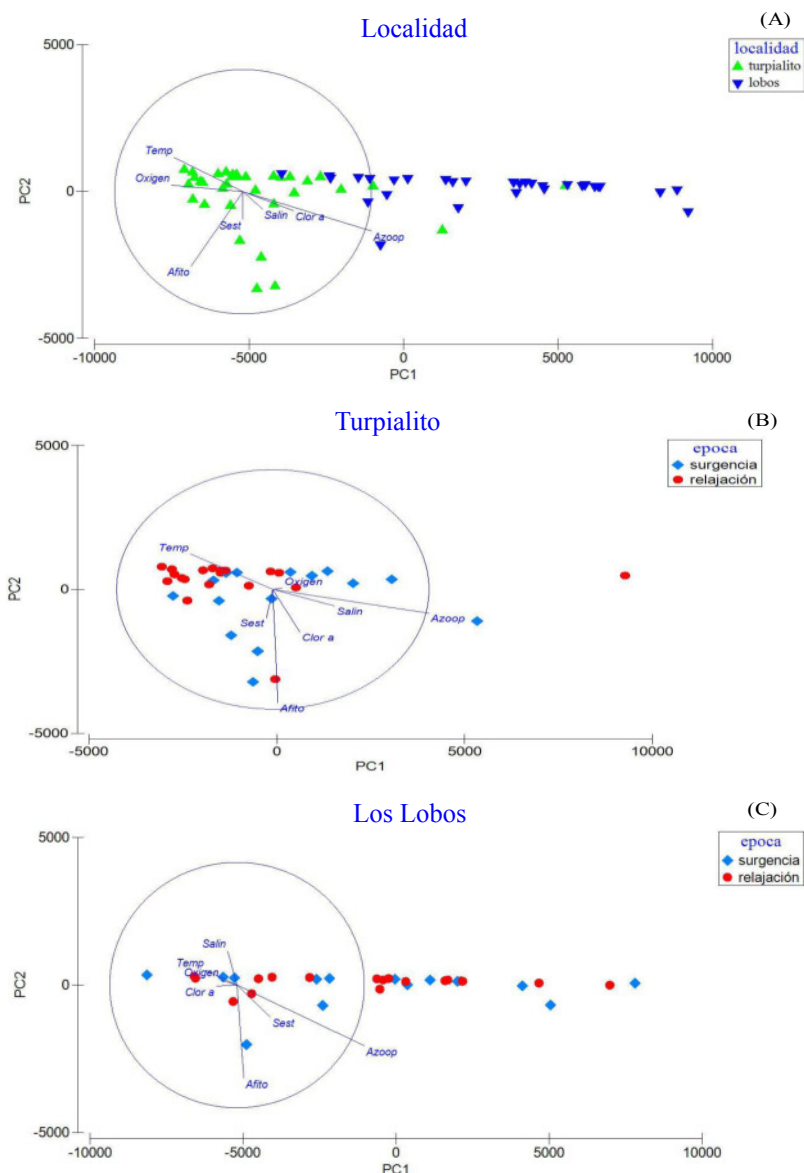 Localidad
(A)
localidad
turpialito
lobos
5000
0
-5000
PC2
Temp
Oxigen
Sest
Salin
Clor a
Azoop
Afito
-10000
-5000
0
5000
10000
PC1
Turpialito
(B)
epoca
surgencia
relajación
5000
0
-5000
PC2
Temp
Oxigen
Salin
Sest
Azoop
Clor a
Afito
-5000
0
5000
10000
PC1
Los Lobos
(C)
epoca
surgencia
relajación
5000
0
-5000
PC2
Salin
Temp
Oxigen
Clor a
Sest
Azoop
Afito
-10000
-5000
0
5000
10000
PC1